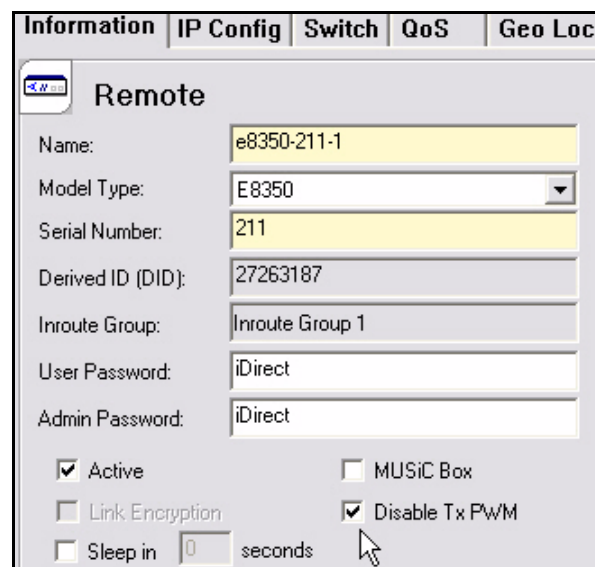 Information IP Config Switch QoS Geo Loc
Remote
Name: e8350-211-1
Model Type: E8350
Serial Number: 211
Derived ID (DID): 27263187
Inroute Group: Inroute Group 1
User Password: iDirect
Admin Password: iDirect
Active MUSiC Box
Link Encryption Disable Tx PWM
Sleep in 0 seconds